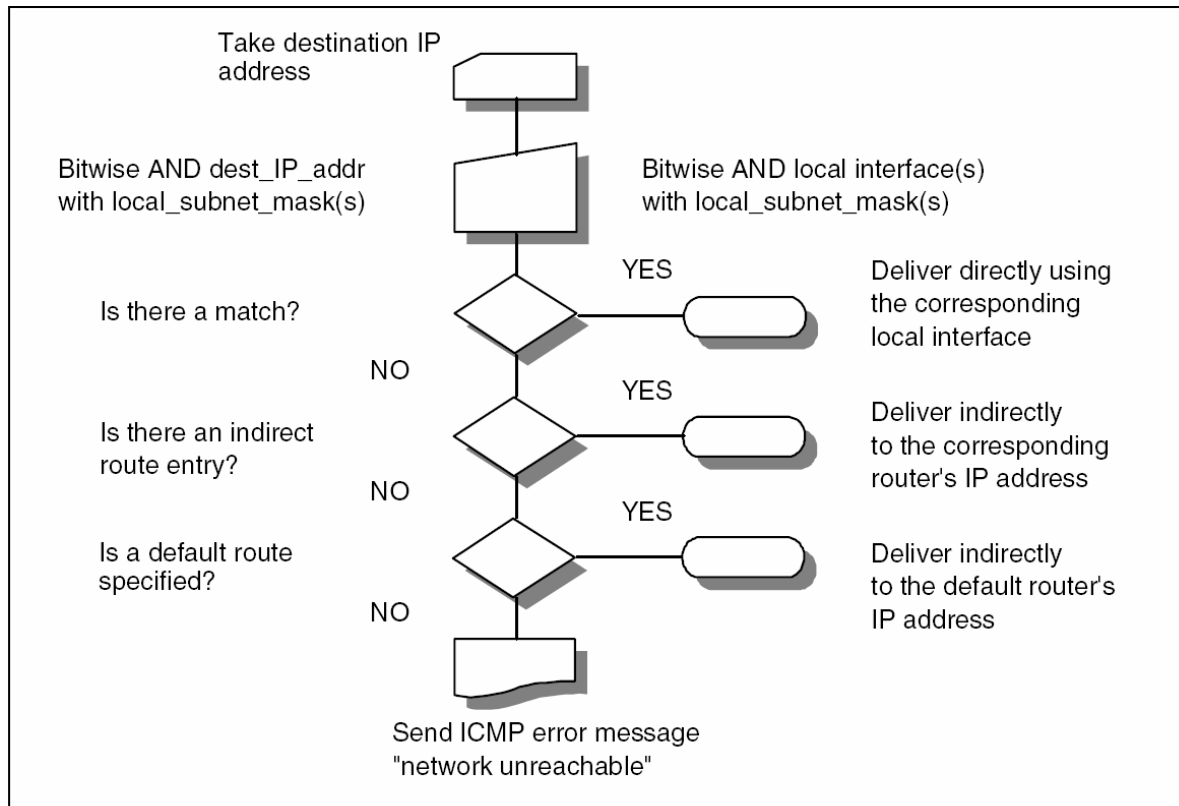 Take destination IP
address
Bitwise AND dest_IP_addr
with local_subnet_mask(s)
Bitwise AND local interface(s)
with local_subnet_mask(s)
Is there a match?
YES
Deliver directly using
the corresponding
local interface
NO
Is there an indirect
route entry?
YES
Deliver indirectly
to the corresponding
router's IP address
NO
Is a default route
specified?
YES
Deliver indirectly
to the default router's
IP address
NO
Send ICMP error message
"network unreachable"